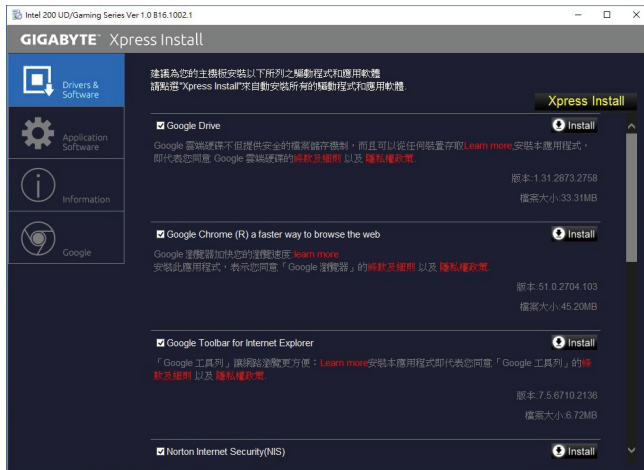 Intel 200 UD/Gaming Series Ver 1.0 B16.1002.1
GIGABYTE™ Xpress Install
Drivers &
Software
Application
Software
Information
Google
建議為您的主機板安裝以下所列之驅動程式和應用軟體
請點選"Xpress Install"來自動安裝所有的驅動程式和應用軟體.
Xpress Install
Google Drive
Install
Google 雲端硬碟不但提供安全的檔案儲存機制，而且可以從任何裝置存取Learn more.安裝本應用程式，
即代表您同意 Google 雲端硬碟的條款及細則 以及 隱私權政策.
版本:1.31.2873.2758
檔案大小:33.31MB
Google Chrome (R) a faster way to browse the web
Install
Google 瀏覽器加快您的瀏覽速度:learn more
安裝此應用程式，表示您同意「Google 瀏覽器」的條款及細則 以及 隱私權政策.
版本:51.0.2704.103
檔案大小:45.20MB
Google Toolbar for Internet Explorer
Install
「Google 工具列」讓網路瀏覽更方便：Learn more安裝本應用程式即代表您同意「Google 工具列」的條
款及細則 以及 隱私權政策.
版本:7.5.6710.2136
檔案大小:6.72MB
Norton Internet Security(NIS)
Install